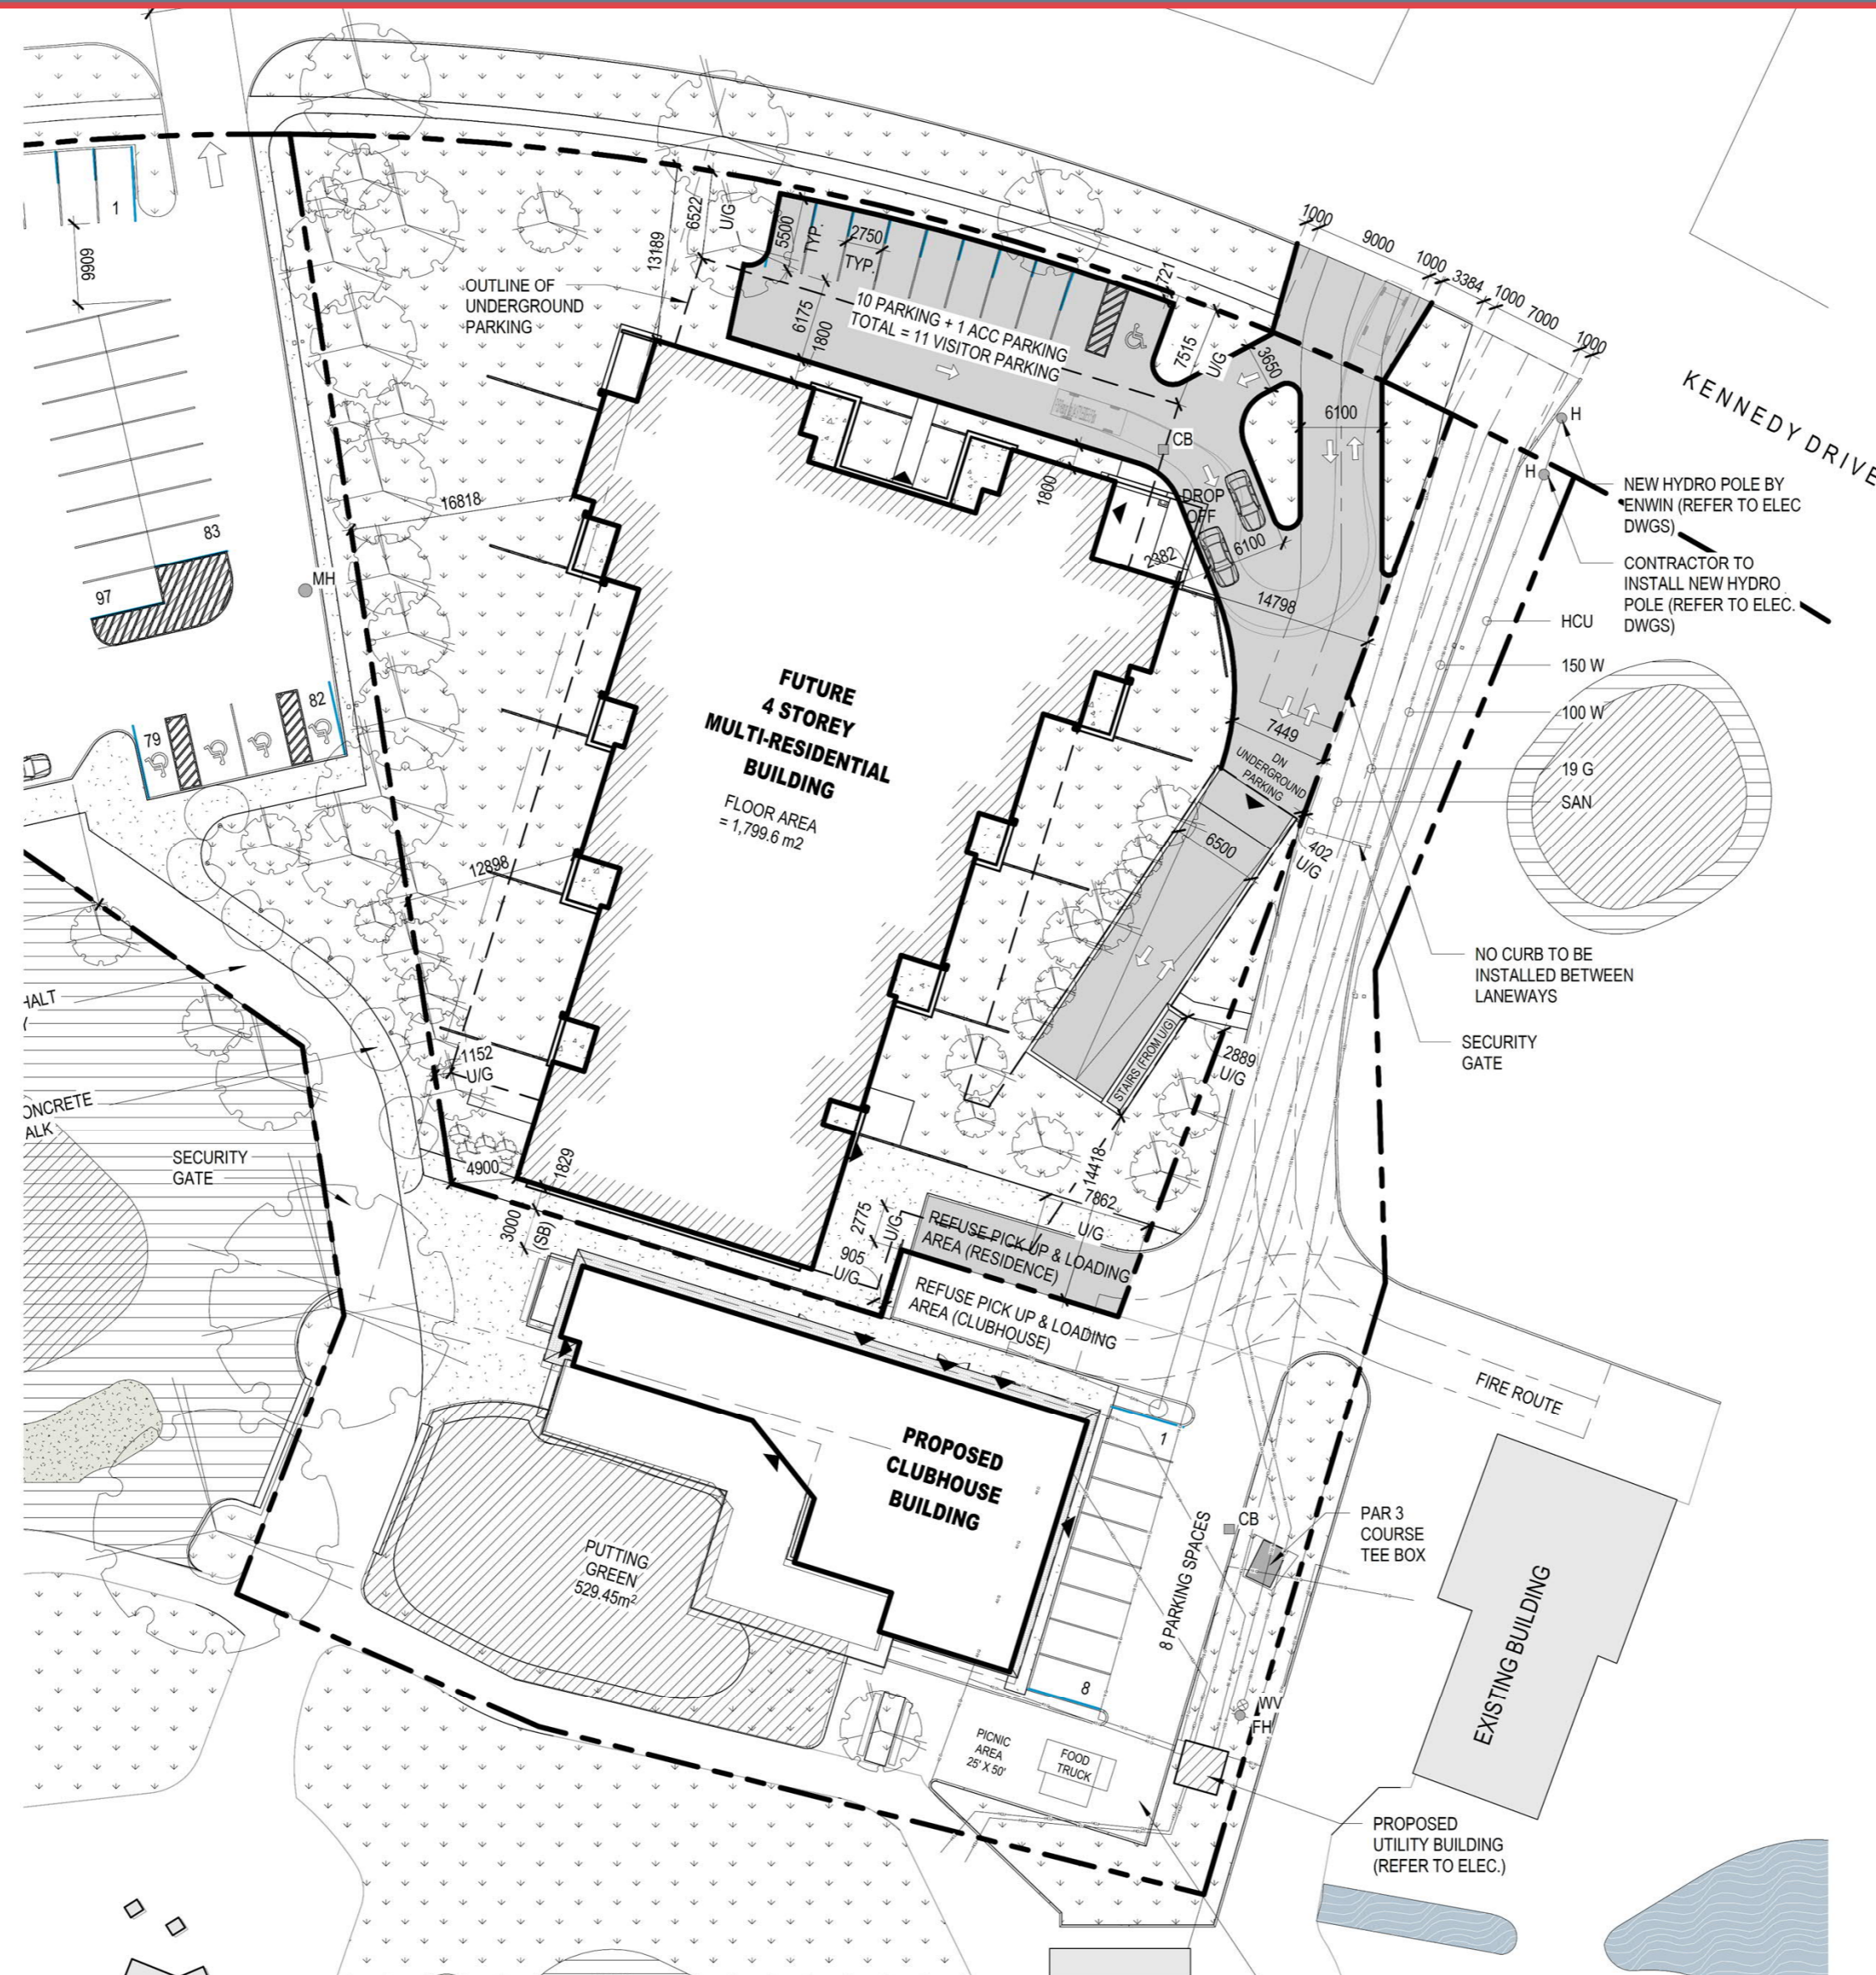 1000
9000
1000
3384
1000
7000
1000
KENNEDY DRIVE
1
6066
13189
6522
U/G
5500
TYP.
2750
TYP.
OUTLINE OF
UNDERGROUND
PARKING
6175
1800
10 PARKING + 1 ACC PARKING
TOTAL = 11 VISITOR PARKING
7515
U/G
3650
6100
H
H
NEW HYDRO POLE BY
ENWIN (REFER TO ELEC
DWGS)
CONTRACTOR TO
INSTALL NEW HYDRO
POLE (REFER TO ELEC.
DWGS)
HCU
150 W
100 W
19 G
SAN
CB
1800
DROP
OFF
6100
2382
14798
16818
83
97
MH
82
79
FUTURE
4 STOREY
MULTI-RESIDENTIAL
BUILDING
FLOOR AREA
= 1,799.6 m2
7449
DN
UNDERGROUND
PARKING
6500
402
U/G
12898
NO CURB TO BE
INSTALLED BETWEEN
LANEWAYS
SECURITY
GATE
STAIRS (FROM U/G)
2889
U/G
1152
U/G
HALT
Y
ONCRETE
ALK
SECURITY
GATE
4900
1829
3000
(SB)
14418
7862
U/G
2775
U/G
905
U/G
REFUSE PICK UP & LOADING
AREA (RESIDENCE)
REFUSE PICK UP & LOADING
AREA (CLUBHOUSE)
FIRE ROUTE
PROPOSED
CLUBHOUSE
BUILDING
1
8 PARKING SPACES
CB
PAR 3
COURSE
TEE BOX
EXISTING BUILDING
PUTTING
GREEN
529.45m²
8
WV
FH
PICNIC
AREA
25' X 50'
FOOD
TRUCK
PROPOSED
UTILITY BUILDING
(REFER TO ELEC.)